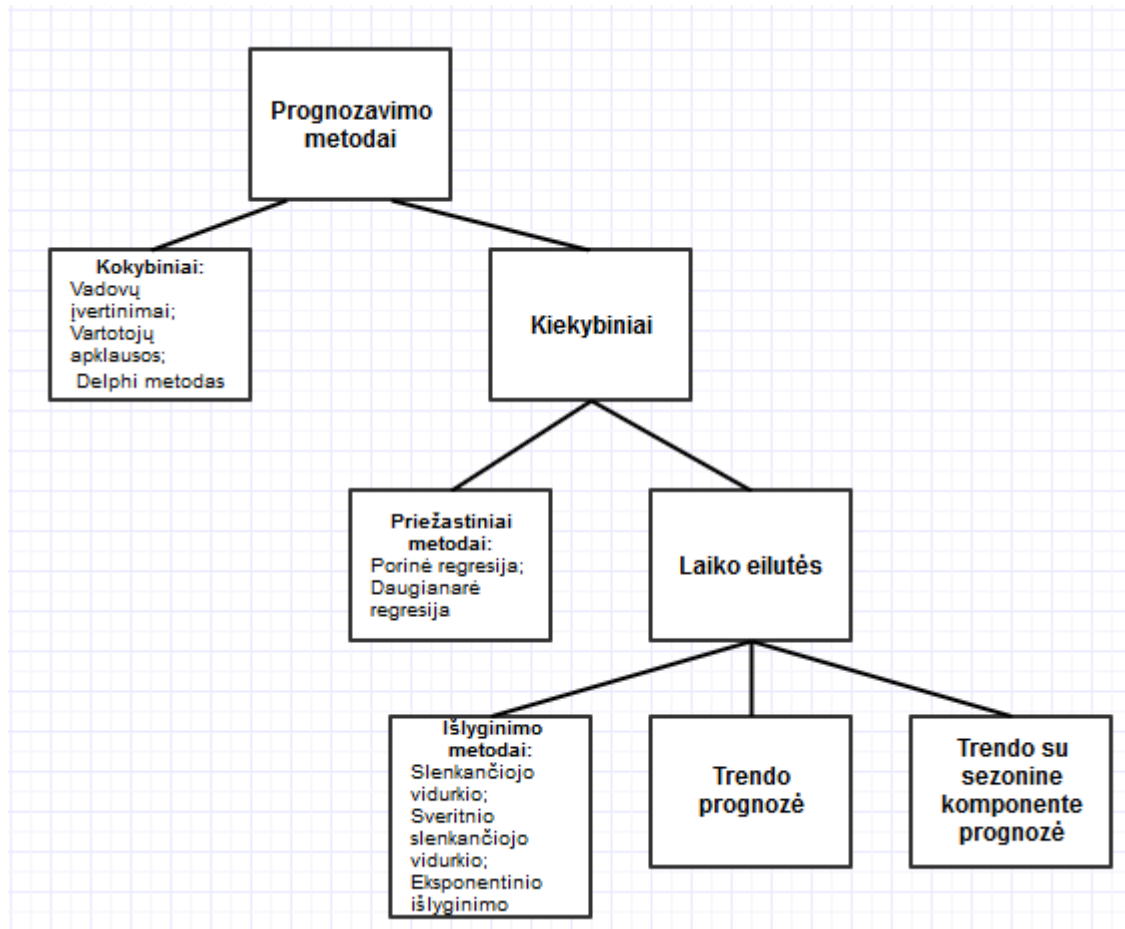 Prognozavimo
metodai
Kokybiniai:
Vadovų
įvertinimai;
Vartotojų
apklausos;
Delphi metodas
Kiekybiniai
Priežastiniai
metodai:
Porinė regresija;
Daugianarė
regresija
Laiko eilutės
Išlyginimo
metodai:
Slenkančiojo
vidurkio;
Sveritnio
slenkančiojo
vidurkio;
Eksponentinio
išlyginimo
Trendo
prognozė
Trendo su
sezonine
komponente
prognozė